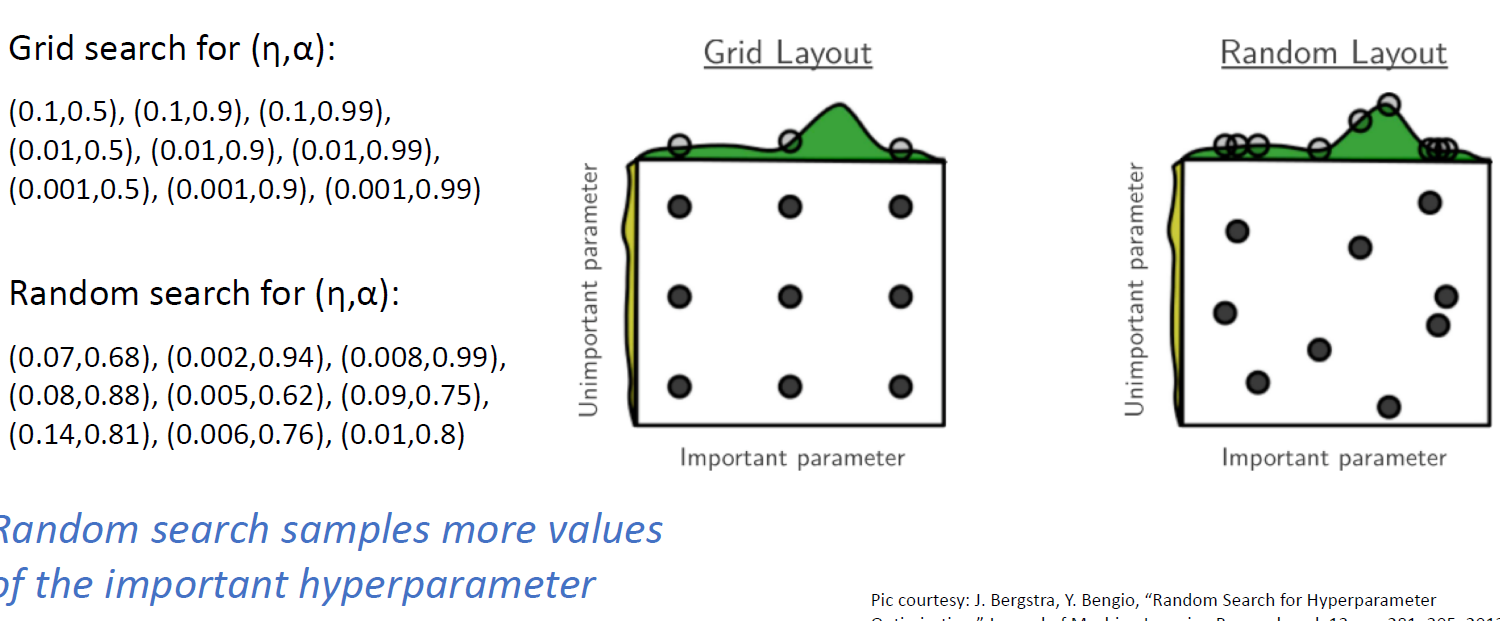 Grid search for (η,α):
(0.1,0.5), (0.1,0.9), (0.1,0.99),
(0.01,0.5), (0.01,0.9), (0.01,0.99),
(0.001,0.5), (0.001,0.9), (0.001,0.99)
Random search for (η,α):
(0.07,0.68), (0.002,0.94), (0.008,0.99),
(0.08,0.88), (0.005,0.62), (0.09,0.75),
(0.14,0.81), (0.006,0.76), (0.01,0.8)
Random search samples more values
of the important hyperparameter
Grid Layout
Unimportant parameter
Important parameter
Random Layout
Unimportant parameter
Important parameter
Pic courtesy: J. Bergstra, Y. Bengio, “Random Search for Hyperparameter